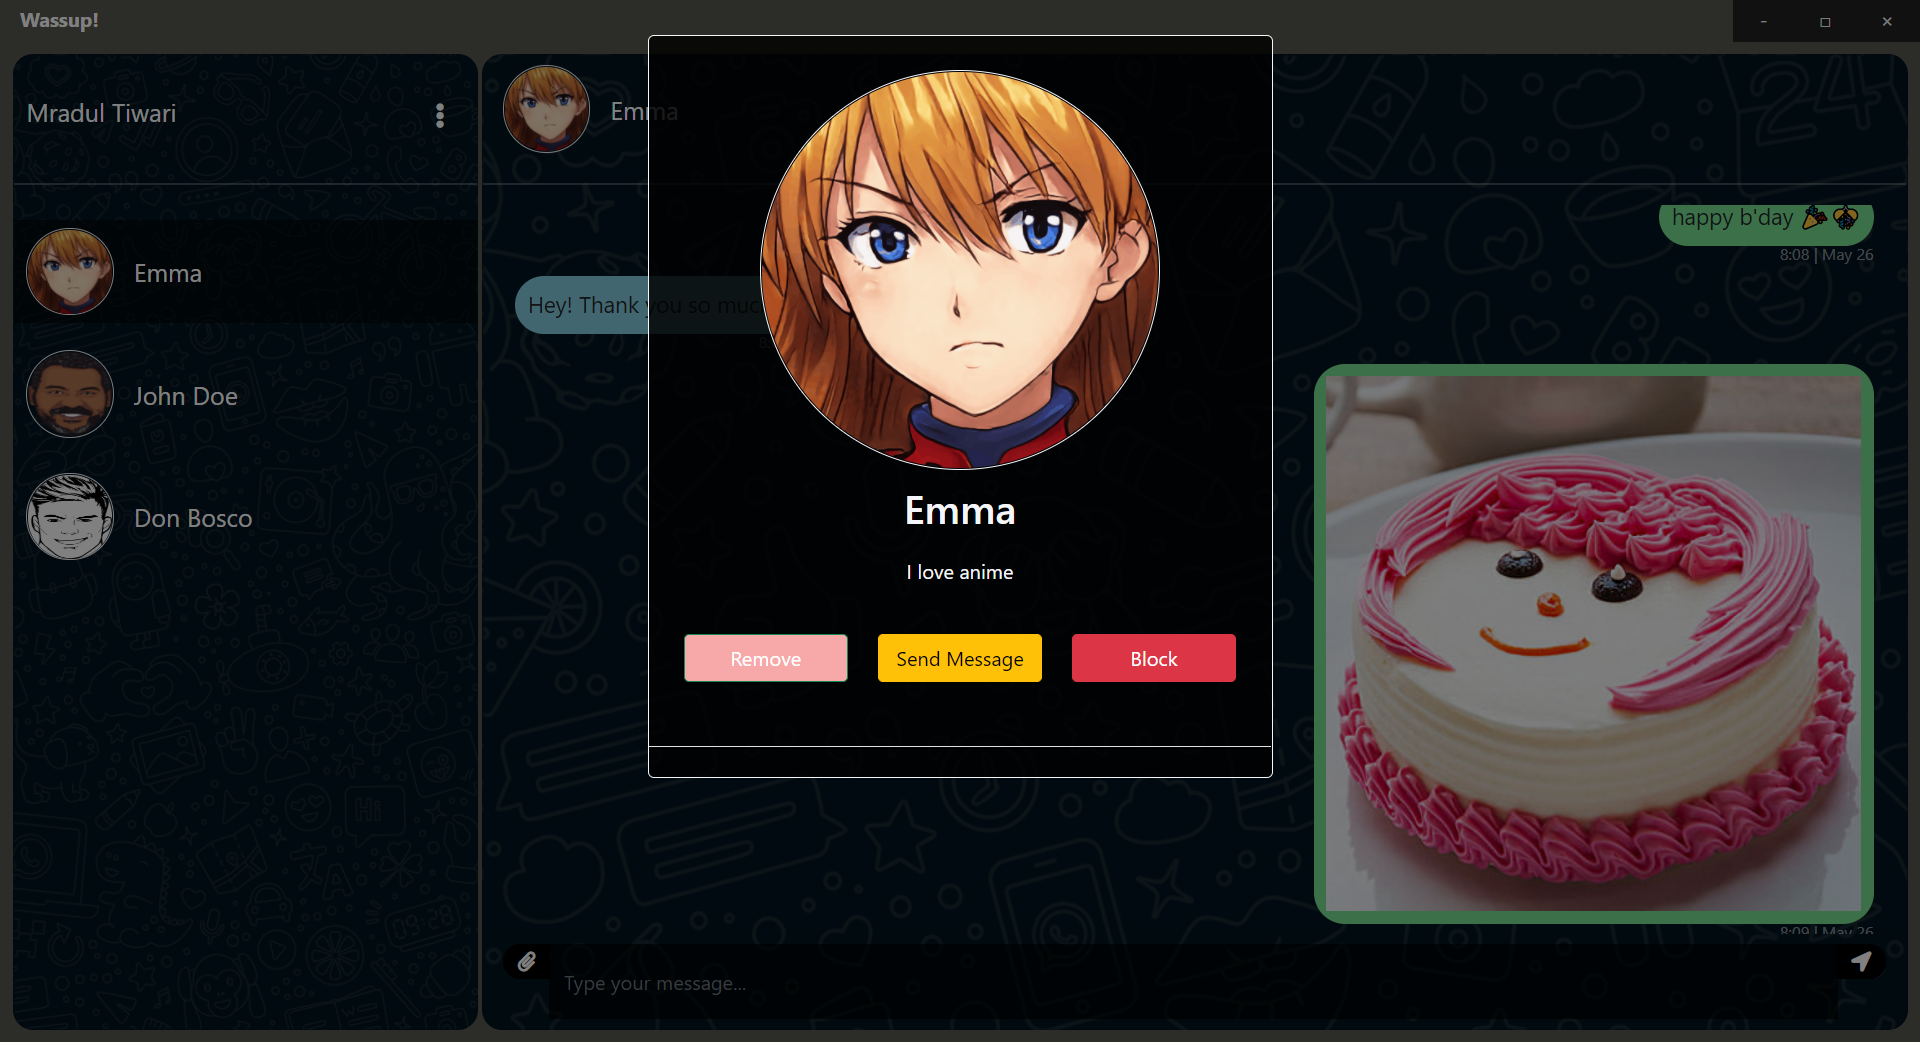 Wassup!
Mradul Tiwari
Emma
John Doe
Don Bosco
Emma
happy b'day 🎉
8:08 | May 26
Hey! Thank you so muc
8:09 | May 26
Type your message...
Emma
I love anime
Remove
Send Message
Block